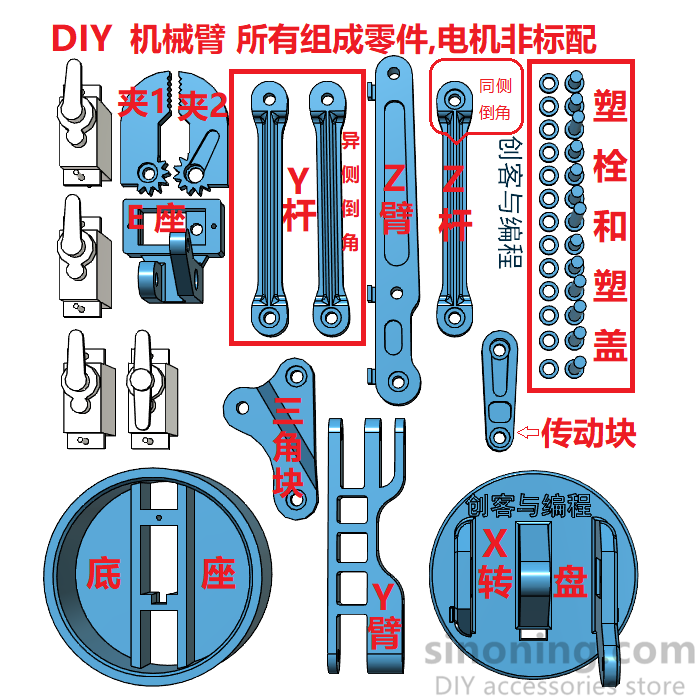 DIY 机械臂 所有组成零件,电机非标配
夹1
夹2
E座
Y杆
异侧倒角
Z臂
同侧倒角
Z杆
创客与编程
塑栓和塑盖
三角块
传动块
底座
Y臂
创客与编程
X转盘
sinoning.com
DIY accessories store